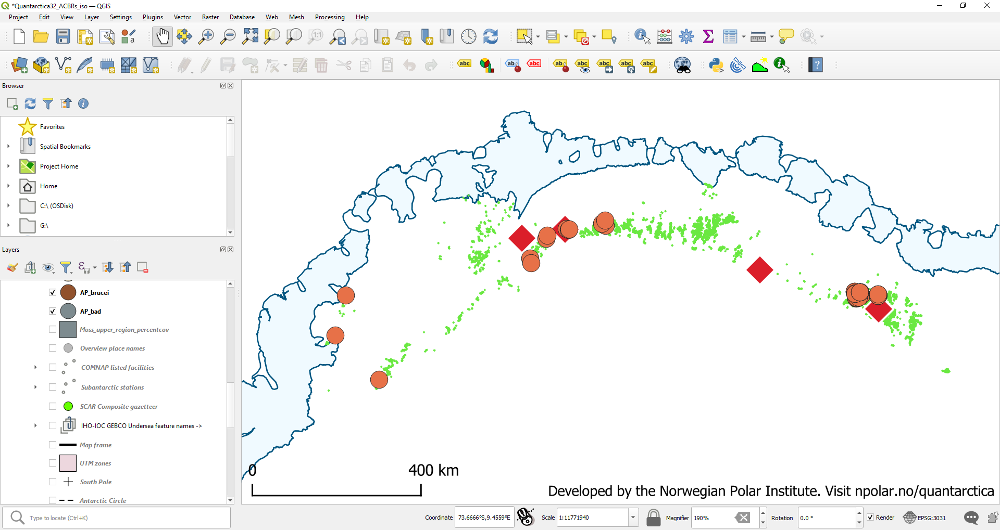 *Quantarctica32_ACBRs_iso — QGIS
Project Edit View Layer Settings Plugins Vector Raster Database Web Mesh Processing Help
Browser
Favorites
Spatial Bookmarks
Project Home
Home
C:\ (OSDisk)
G:\
Layers
AP_brucei
AP_bad
Moss_upper_region_percentcov
Overview place names
COMNAP listed facilities
Subantarctic stations
SCAR Composite gazetteer
IHO-IOC GEBCO Undersea feature names ->
Map frame
UTM zones
South Pole
Antarctic Circle
0 400 km
Developed by the Norwegian Polar Institute. Visit npolar.no/quantarctica
Type to locate (Ctrl+K)
Coordinate 73.6666°S,9.4559°E Scale 1:11771940 Magnifier 190% Rotation 0.0 ° Render EPSG:3031